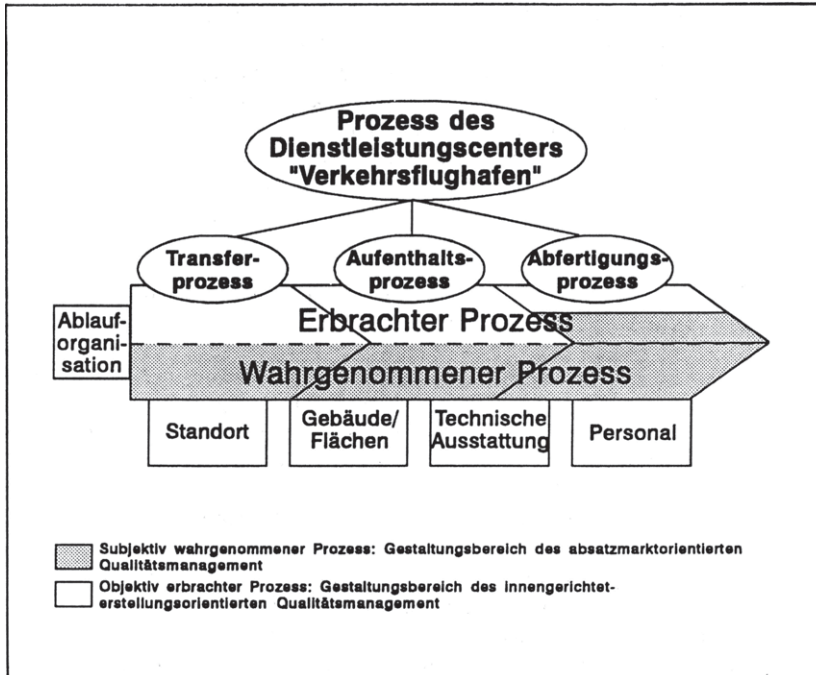 Prozess des
Dienstleistungscenters
"Verkehrsflughafen"
Transfer-
prozess
Aufenthalts-
prozess
Abfertigungs-
prozess
Ablauf-
organi-
sation
Erbrachter Prozess
Wahrgenommener Prozess
Standort
Gebäude/
Flächen
Technische
Ausstattung
Personal
Subjektiv wahrgenommener Prozess: Gestaltungsbereich des absatzmarktorientierten
Qualitätsmanagement
Objektiv erbrachter Prozess: Gestaltungsbereich des innengerichtet-
erstellungsorientierten Qualitätsmanagement